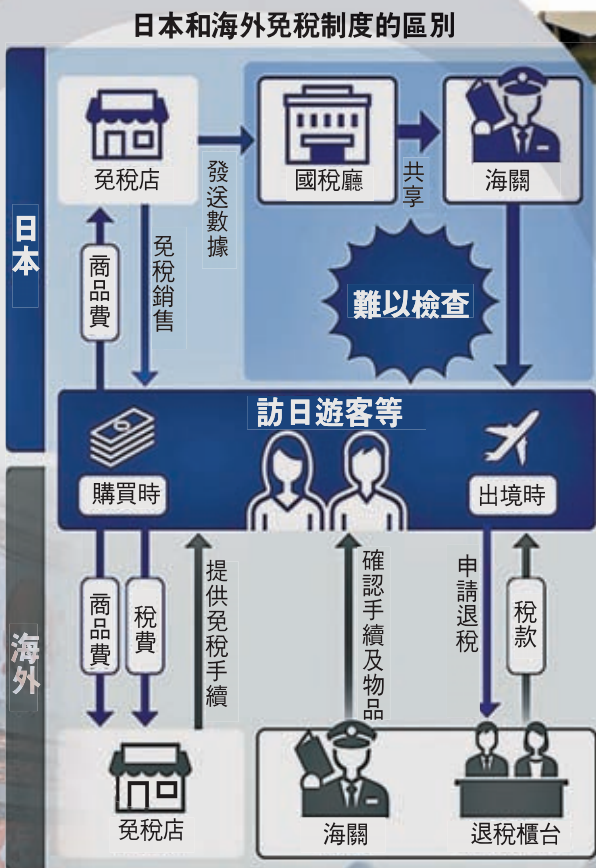 日本和海外免稅制度的區別
日本
免稅店
發送數據
國稅廳
共享
海關
商品費
免稅銷售
難以檢查
訪日遊客等
購買時
出境時
海外
商品費
稅費
提供免稅手續
確認手續及物品
申請退稅
稅款
免稅店
海關
退稅櫃台